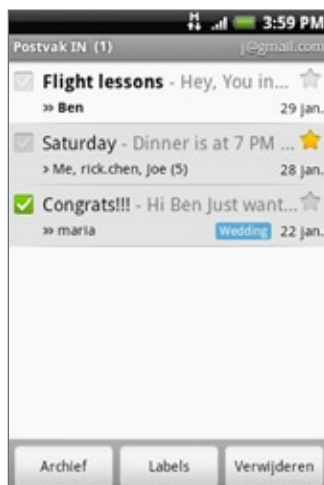 H 3:59 PM
Postvak IN (1) j@gmail.com
Flight lessons - Hey, You in...
» Ben 29 jan.
Saturday - Dinner is at 7 PM ...
› Me, rick.chen, Joe (5) 28 jan.
Congrats!!! - Hi Ben Just want...
» maria Wedding 22 jan.
Archief Labels Verwijderen